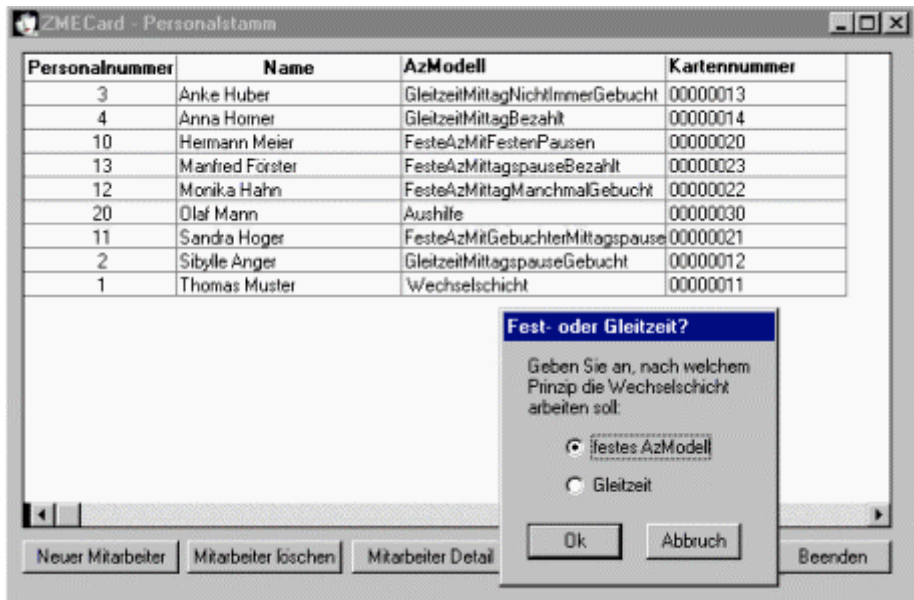 ZMECard - Personalstamm
Personalnummer Name AzModell Kartennummer
3 Anke Huber GleitzeitMittagNichtImmerGebucht 00000013
4 Anna Horner GleitzeitMittagBezahlt 00000014
10 Hermann Meier FesteAzMitFestenPausen 00000020
13 Manfred Förster FesteAzMittagspauseBezahlt 00000023
12 Monika Hahn FesteAzMittagManchmalGebucht 00000022
20 Olaf Mann Aushilfe 00000030
11 Sandra Hoger FesteAzMitGebuchterMittagspause 00000021
2 Sibylle Anger GleitzeitMittagspauseGebucht 00000012
1 Thomas Muster Wechselschicht 00000011
Fest- oder Gleitzeit?
Geben Sie an, nach welchem
Prinzip die Wechselschicht
arbeiten soll:
festes AzModell
Gleitzeit
Ok Abbruch
Neuer Mitarbeiter Mitarbeiter löschen Mitarbeiter Detail Beenden